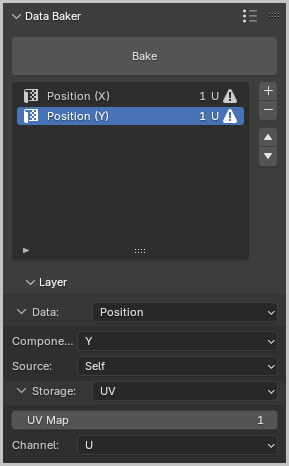 Data Baker
Bake
Position (X) 1 U
Position (Y) 1 U
Layer
Data: Position
Compone... Y
Source: Self
Storage: UV
UV Map 1
Channel: U